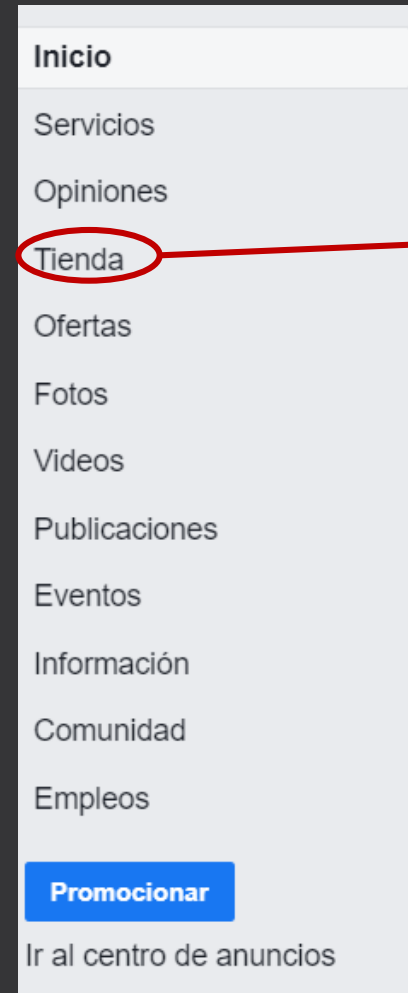 Inicio
Servicios
Opiniones
Tienda
Ofertas
Fotos
Videos
Publicaciones
Eventos
Información
Comunidad
Empleos
Promocionar
Ir al centro de anuncios